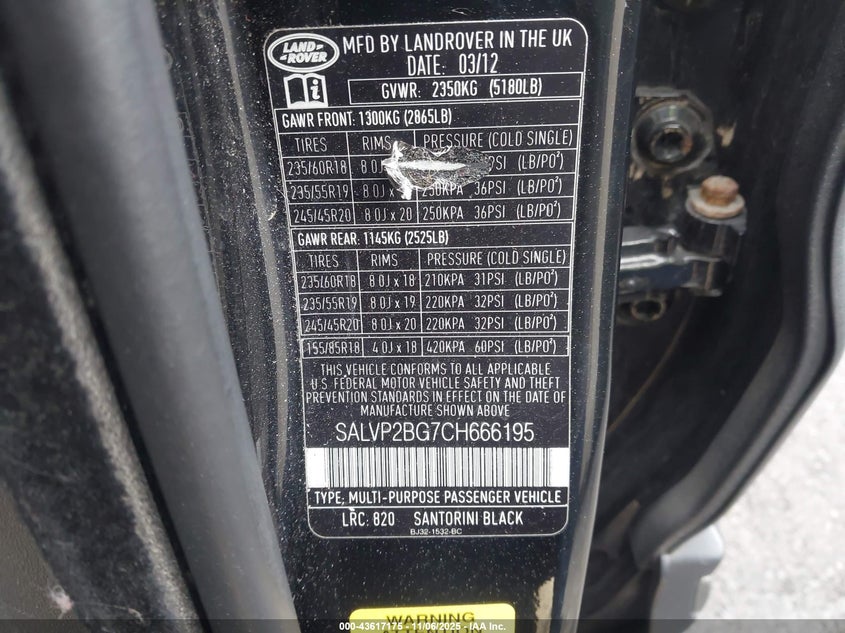 LAND-
ROVER
MFD BY LANDROVER IN THE UK
DATE: 03/12
GVWR: 2350KG (5180LB)
GAWR FRONT: 1300KG (2865LB)
TIRES RIMS PRESSURE (COLD SINGLE)
235/60R18 8.0J PSI (LB/PO²)
235/55R19 8.0J x 250KPA 36PSI (LB/PO²)
245/45R20 8.0J x 20 250KPA 36PSI (LB/PO²)
GAWR REAR: 1145KG (2525LB)
TIRES RIMS PRESSURE (COLD SINGLE)
235/60R18 8.0J x 18 210KPA 31PSI (LB/PO²)
235/55R19 8.0J x 19 220KPA 32PSI (LB/PO²)
245/45R20 8.0J x 20 220KPA 32PSI (LB/PO²)
155/85R18 4.0J x 18 420KPA 60PSI (LB/PO²)
THIS VEHICLE CONFORMS TO ALL APPLICABLE
U.S. FEDERAL MOTOR VEHICLE SAFETY AND THEFT
PREVENTION STANDARDS IN EFFECT ON THE DATE OF
MANUFACTURE SHOWN ABOVE
SALVP2BG7CH666195
TYPE: MULTI-PURPOSE PASSENGER VEHICLE
LRC: 820 SANTORINI BLACK
BJ32-1532-BC
WARNING
ATTENTION
000-43617175 - 11/06/2025 - IAA Inc.